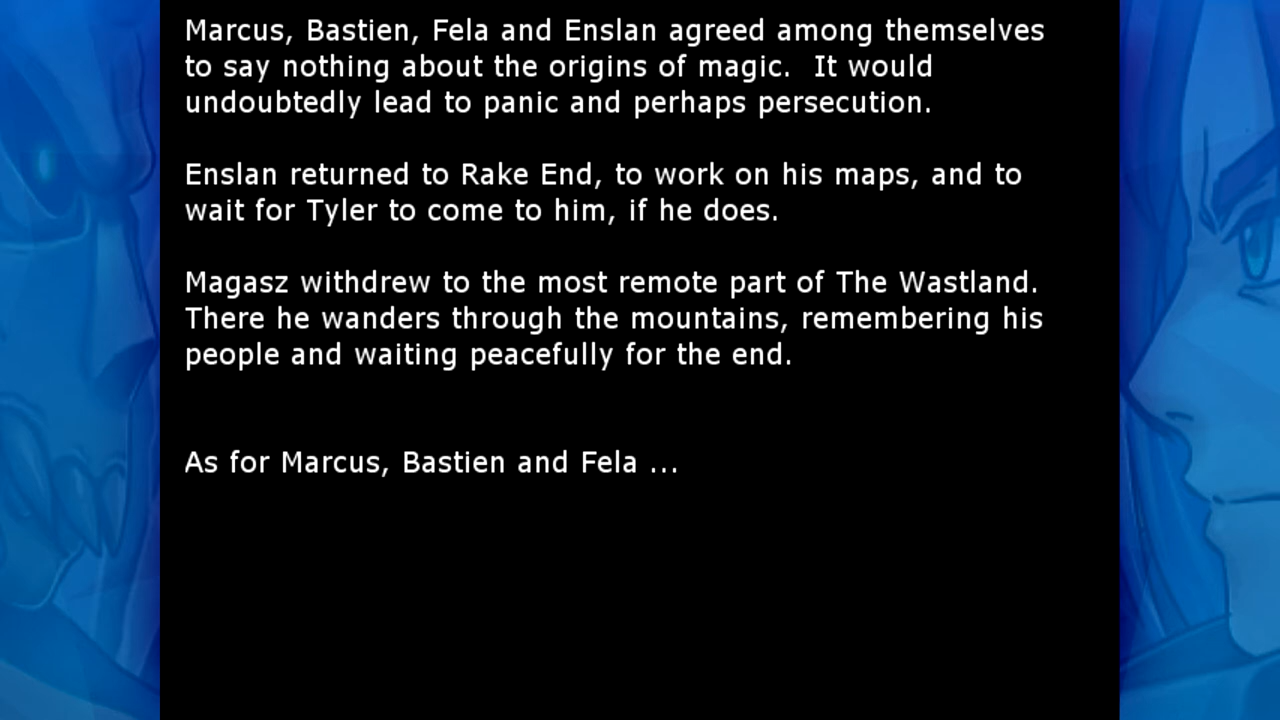 Marcus, Bastien, Fela and Enslan agreed among themselves
to say nothing about the origins of magic.  It would
undoubtedly lead to panic and perhaps persecution.
Enslan returned to Rake End, to work on his maps, and to
wait for Tyler to come to him, if he does.
Magasz withdrew to the most remote part of The Wastland.
There he wanders through the mountains, remembering his
people and waiting peacefully for the end.
As for Marcus, Bastien and Fela ...